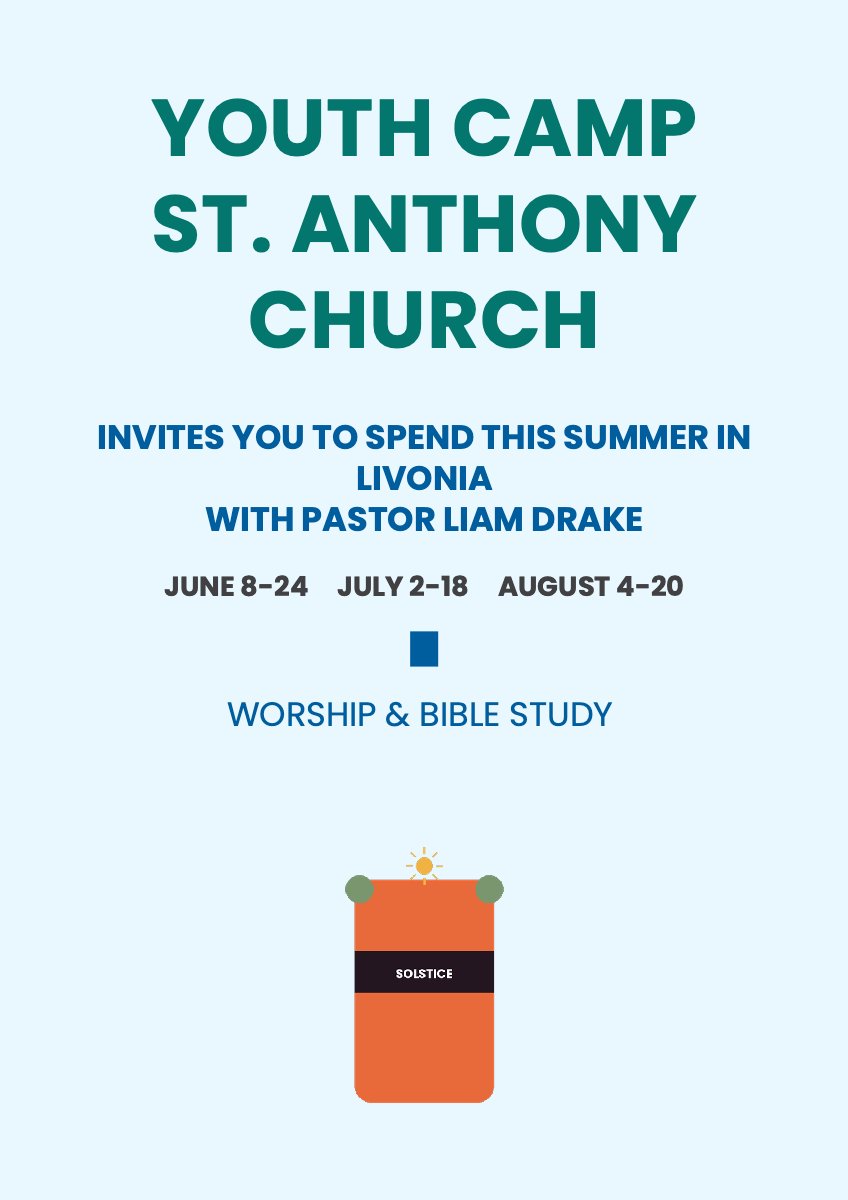 YOUTH CAMP
ST. ANTHONY
CHURCH
INVITES YOU TO SPEND THIS SUMMER IN
LIVONIA
WITH PASTOR LIAM DRAKE
JUNE 8–24 JULY 2–18 AUGUST 4–20
WORSHIP & BIBLE STUDY
SOLSTICE